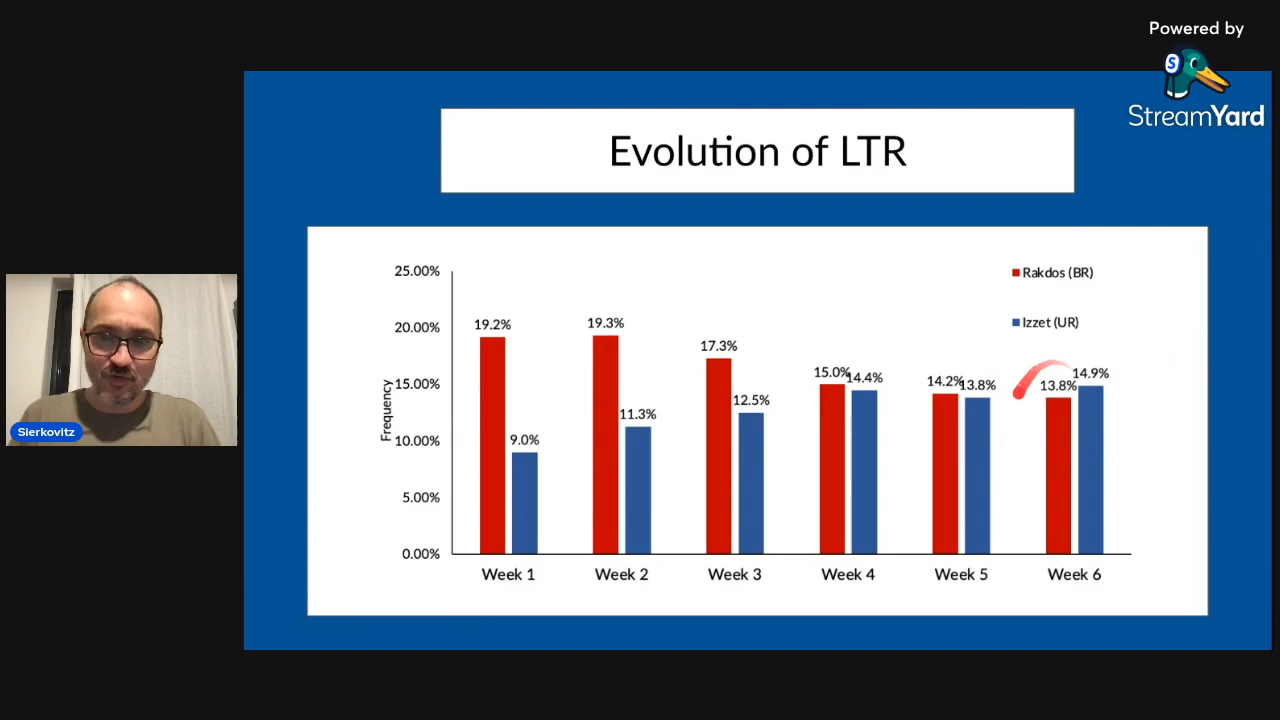 Powered by
StreamYard
Evolution of LTR
Rakdos (BR)
Izzet (UR)
Frequency
25.00%
20.00%
15.00%
10.00%
5.00%
0.00%
19.2%
9.0%
19.3%
11.3%
17.3%
12.5%
15.0%
14.4%
14.2%
13.8%
13.8%
14.9%
Week 1
Week 2
Week 3
Week 4
Week 5
Week 6
Sierkovitz
S